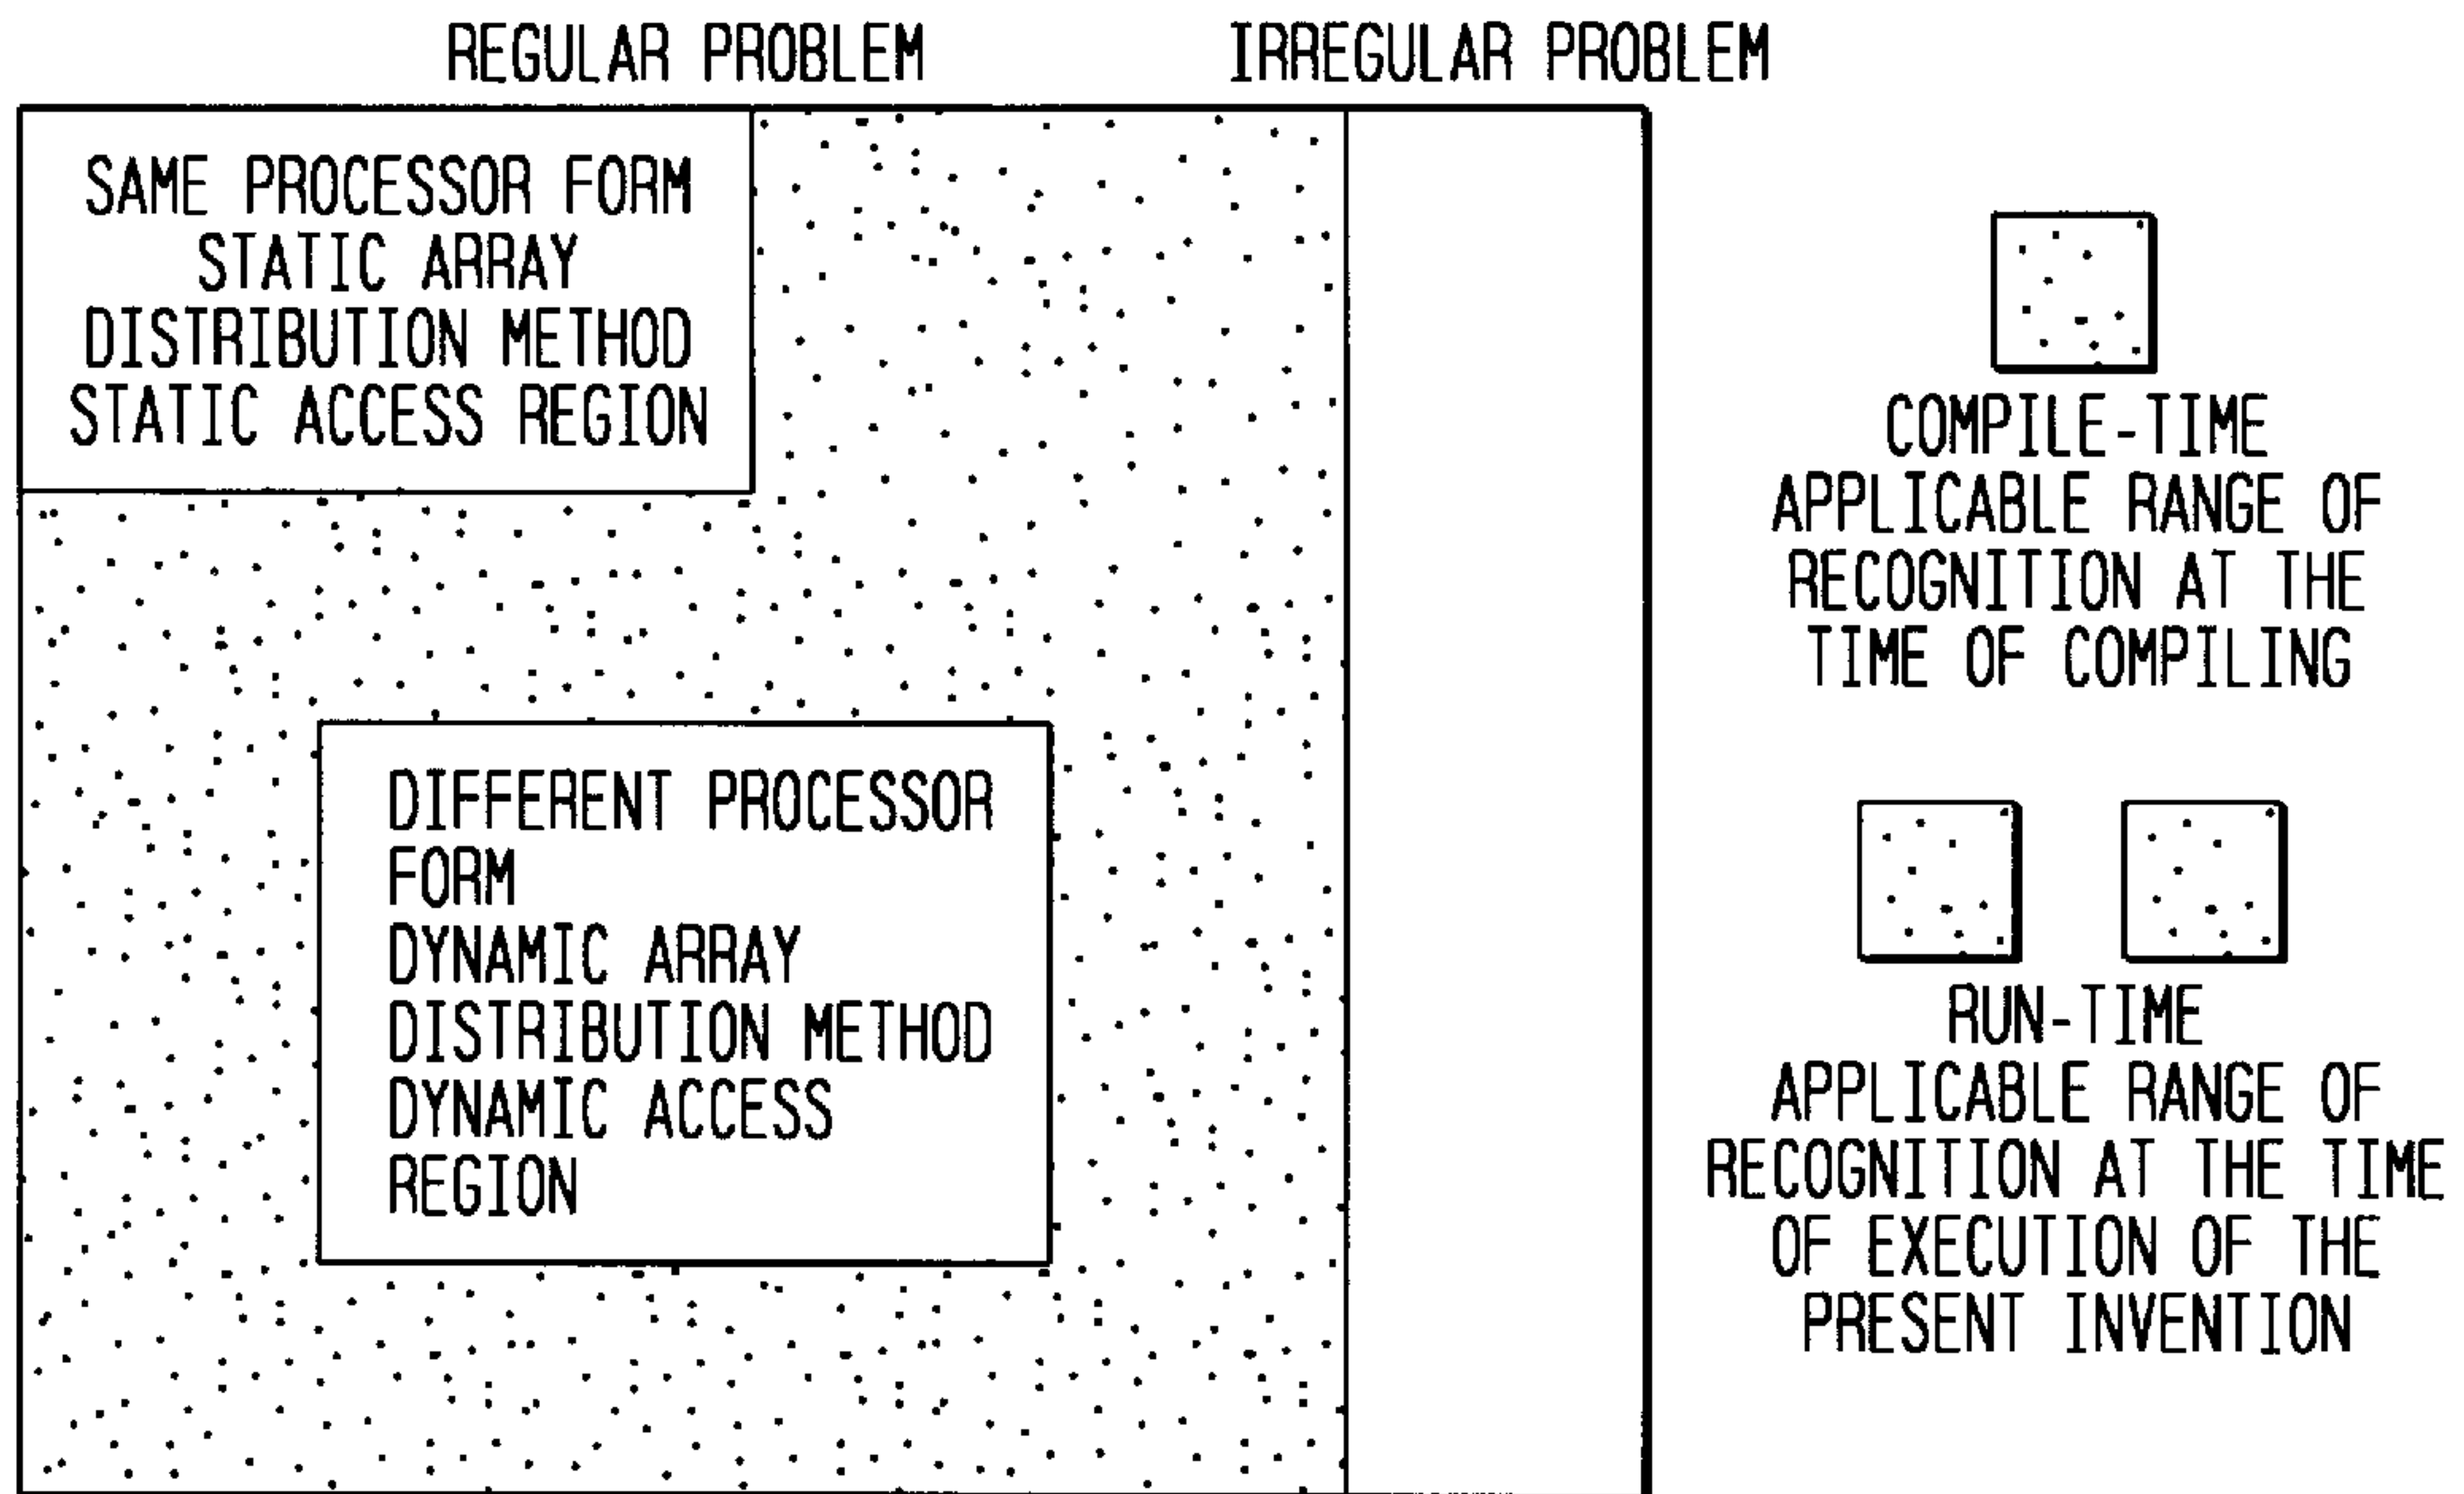 REGULAR PROBLEM
IRREGULAR PROBLEM
SAME PROCESSOR FORM
STATIC ARRAY
DISTRIBUTION METHOD
STATIC ACCESS REGION
DIFFERENT PROCESSOR
FORM
DYNAMIC ARRAY
DISTRIBUTION METHOD
DYNAMIC ACCESS
REGION
COMPILE-TIME
APPLICABLE RANGE OF
RECOGNITION AT THE
TIME OF COMPILING
RUN-TIME
APPLICABLE RANGE OF
RECOGNITION AT THE TIME
OF EXECUTION OF THE
PRESENT INVENTION